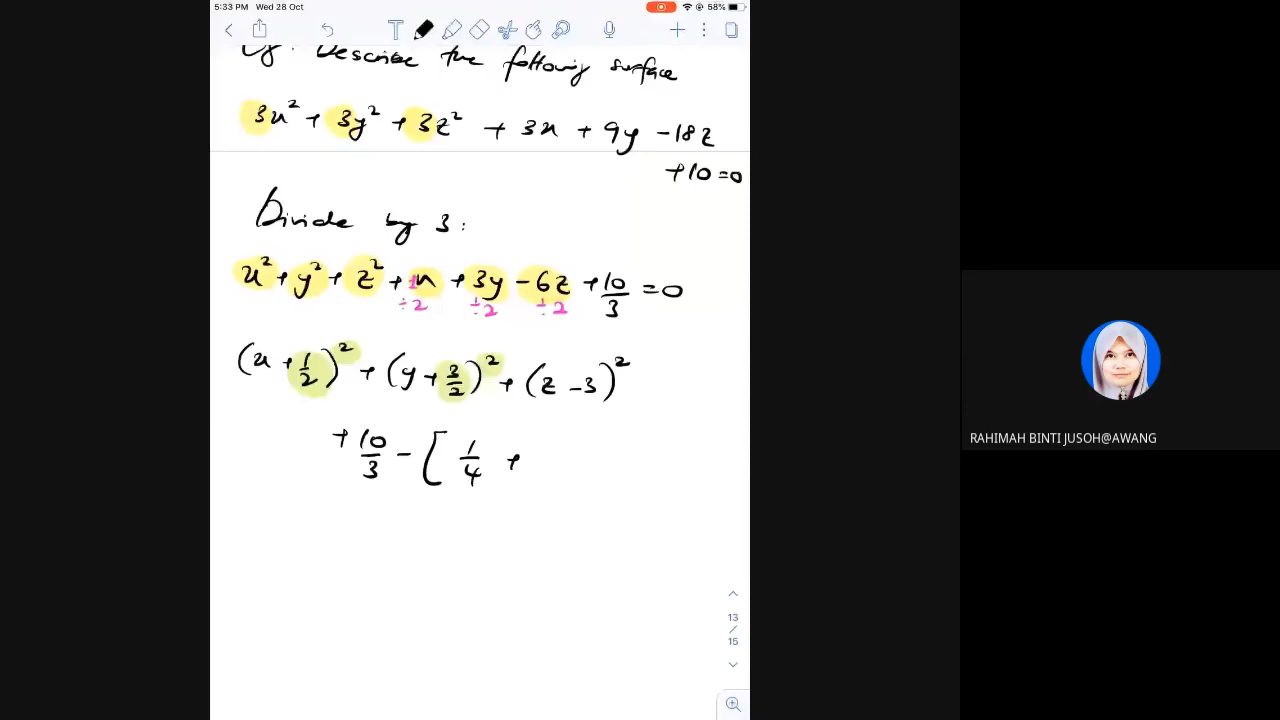 5:33 PM Wed 28 Oct 58%
T
Describe the following surface
3x² + 3y² + 3z² + 3x + 9y - 18z
+10 = 0
Divide by 3:
x² + y² + z² + 1x + 3y - 6z + 10/3 = 0
÷2 ÷2 ÷2
(x + 1/2)² + (y + 3/2)² + (z - 3)²
+ 10/3 - [ 1/4 +
RAHIMAH BINTI JUSOH@AWANG
13
/
15